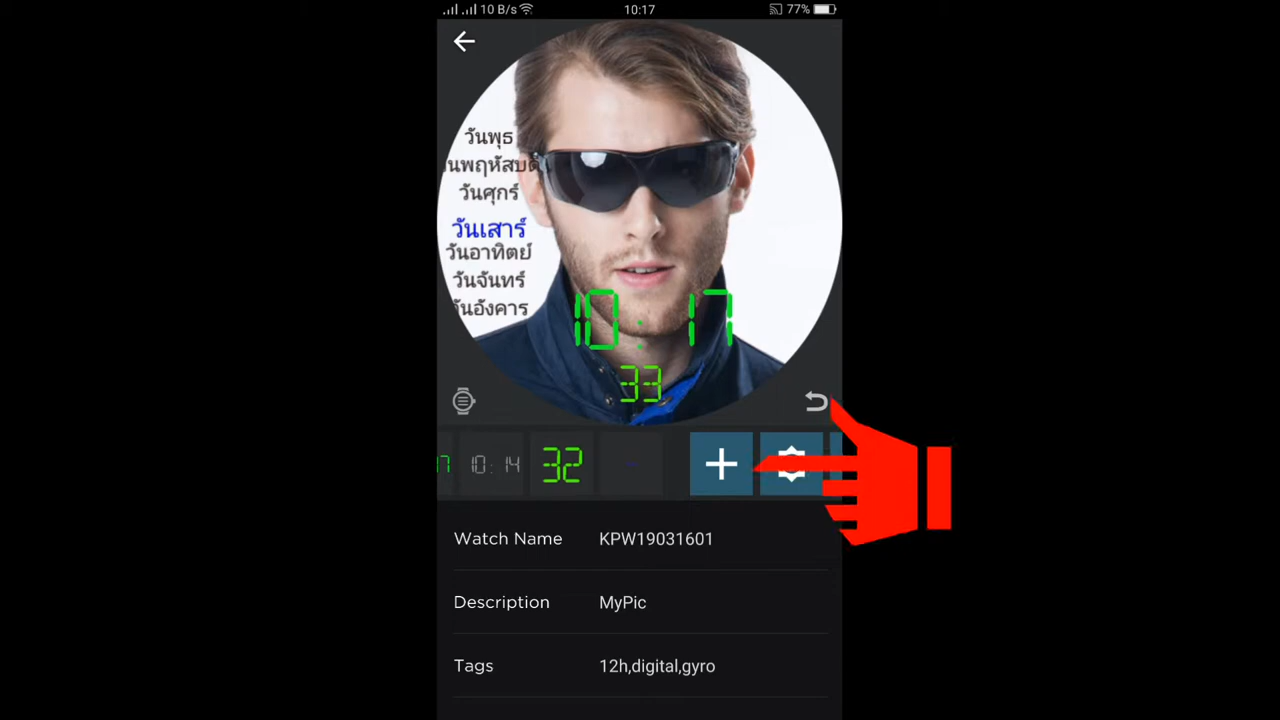 10 B/s
10:17
77%
วันพุธ
นพฤหัสบดี
วันศุกร์
วันเสาร์
วันอาทิตย์
วันจันทร์
วันอังคาร
10:17
33
7
10:14
32
Watch Name KPW19031601
Description MyPic
Tags 12h,digital,gyro